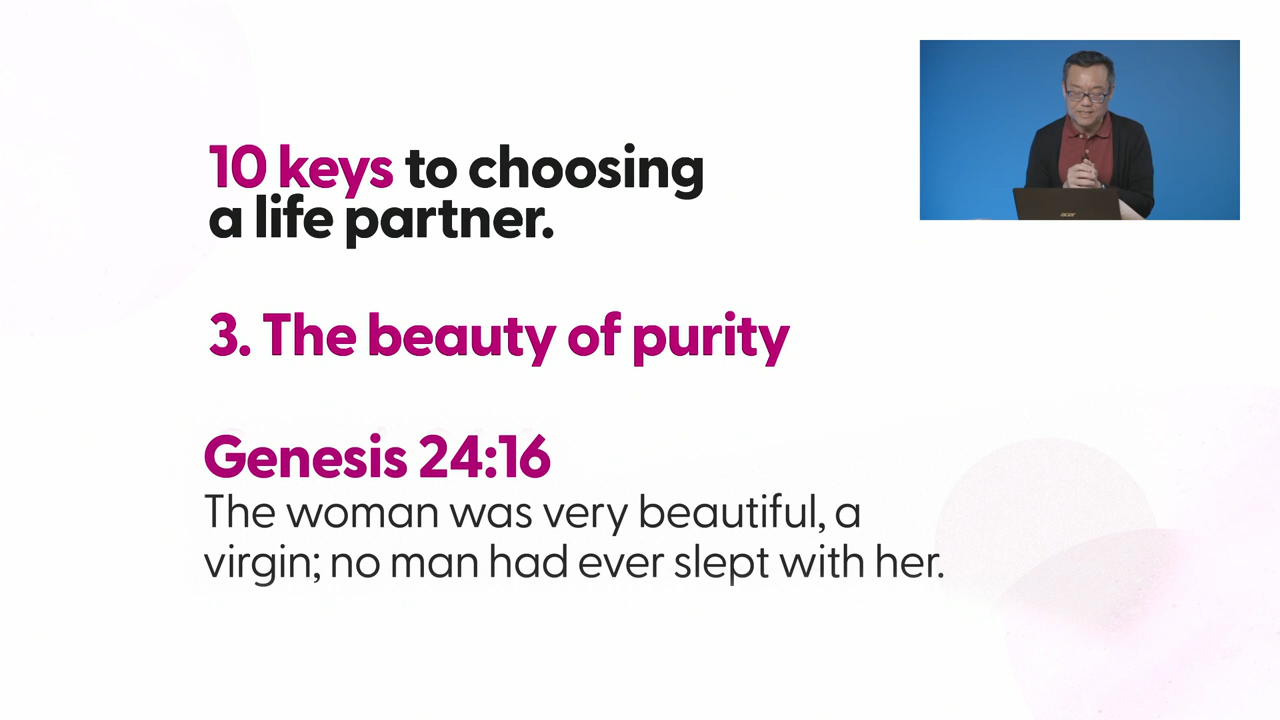 10 keys to choosing
a life partner.
3. The beauty of purity
Genesis 24:16
The woman was very beautiful, a
virgin; no man had ever slept with her.
acer